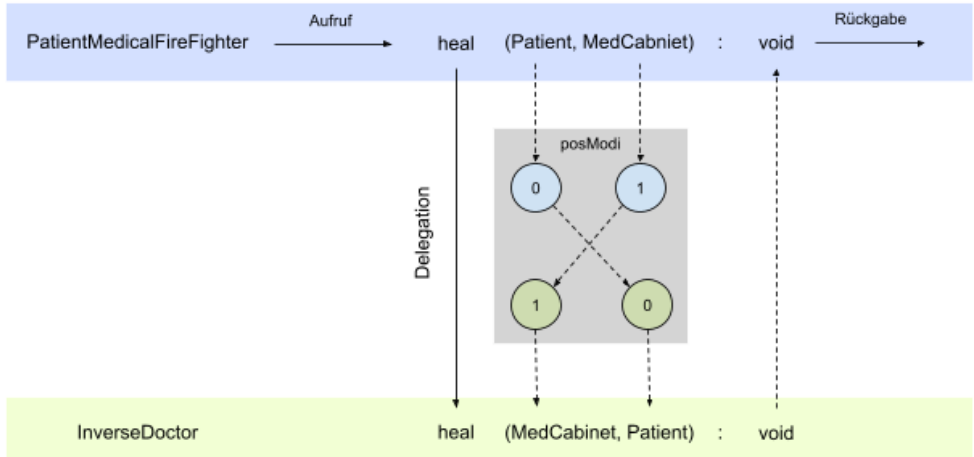 Aufruf
Rückgabe
PatientMedicalFireFighter heal (Patient, MedCabniet) : void
posModi
0 1
Delegation
1 0
InverseDoctor heal (MedCabinet, Patient) : void